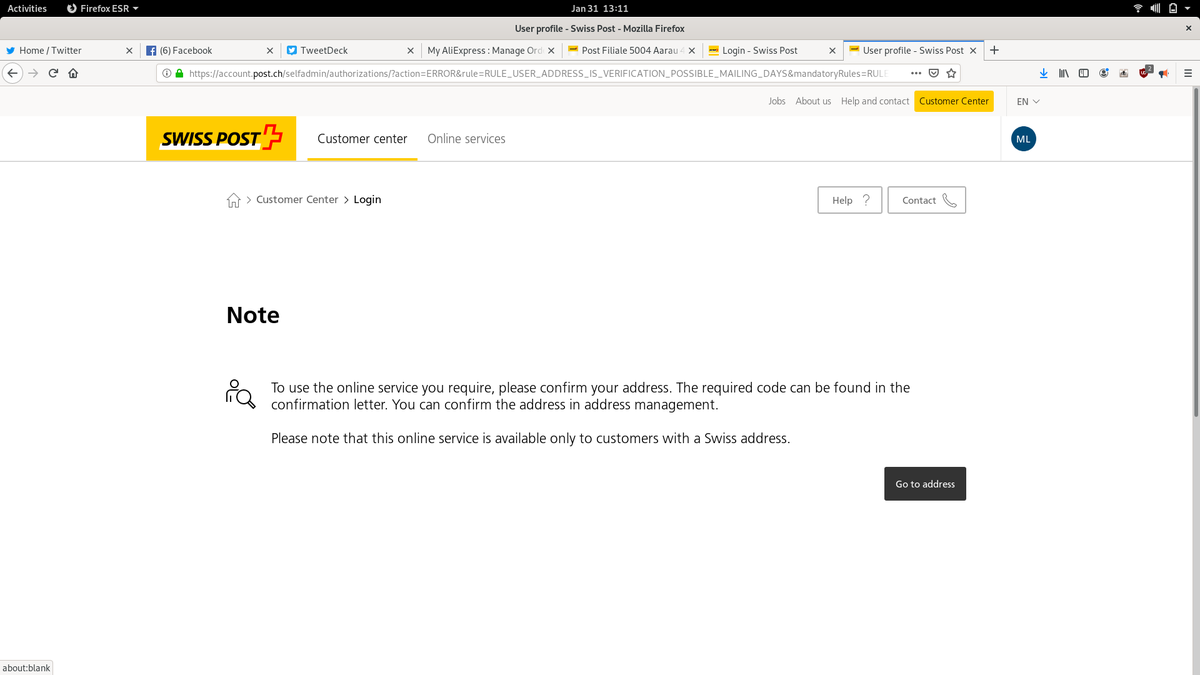 Activities
Firefox ESR
Jan 31 13:11
User profile - Swiss Post - Mozilla Firefox
Home / Twitter
(6) Facebook
TweetDeck
My AliExpress : Manage Ord
Post Filiale 5004 Aarau
Login - Swiss Post
User profile - Swiss Post
https://account.post.ch/selfadmin/authorizations/?action=ERROR&rule=RULE_USER_ADDRESS_IS_VERIFICATION_POSSIBLE_MAILING_DAYS&mandatoryRules=RULE
2
Jobs About us Help and contact Customer Center EN
SWISS POST
Customer center Online services
ML
> Customer Center > Login
Help ?
Contact
Note
To use the online service you require, please confirm your address. The required code can be found in the
confirmation letter. You can confirm the address in address management.
Please note that this online service is available only to customers with a Swiss address.
Go to address
about:blank